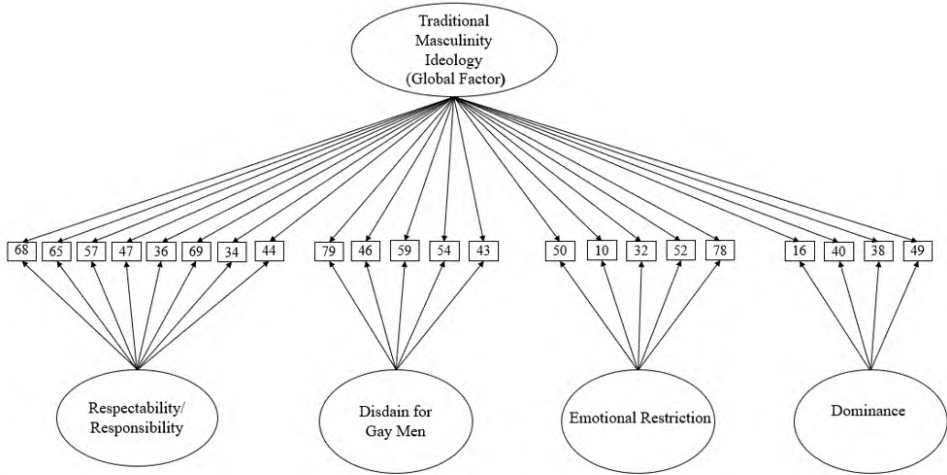 Traditional
Masculinity
Ideology
(Global Factor)
68 65 57 47 36 69 34 44 79 46 59 54 43 50 10 32 52 78 16 40 38 49
Respectability/
Responsibility
Disdain for
Gay Men
Emotional Restriction
Dominance